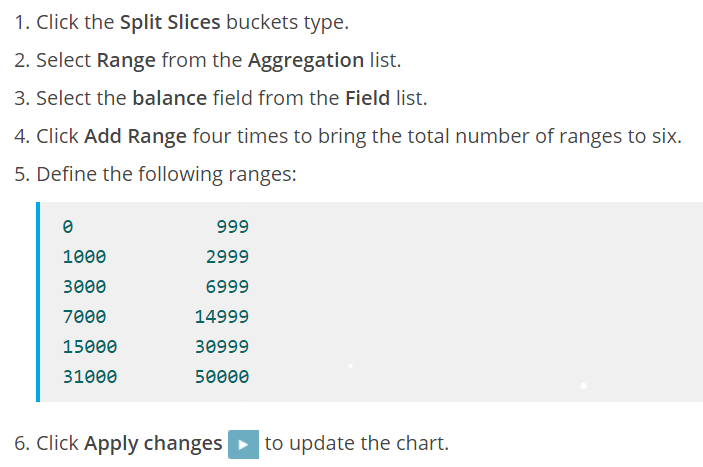 1. Click the Split Slices buckets type.
2. Select Range from the Aggregation list.
3. Select the balance field from the Field list.
4. Click Add Range four times to bring the total number of ranges to six.
5. Define the following ranges:
0 999
1000 2999
3000 6999
7000 14999
15000 30999
31000 50000
6. Click Apply changes to update the chart.